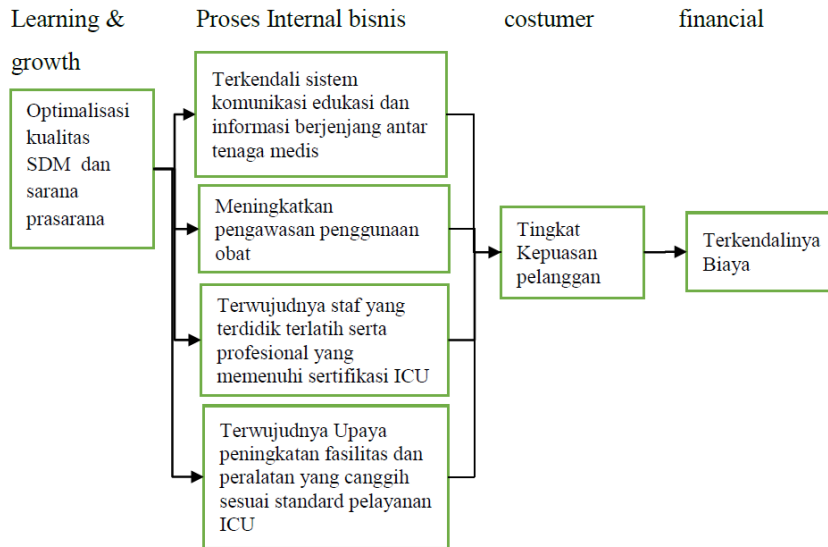 Learning &
growth
Proses Internal bisnis
costumer
financial
Optimalisasi
kualitas
SDM dan
sarana
prasarana
Terkendali sistem
komunikasi edukasi dan
informasi berjenjang antar
tenaga medis
Meningkatkan
pengawasan penggunaan
obat
Terwujudnya staf yang
terdidik terlatih serta
profesional yang
memenuhi sertifikasi ICU
Terwujudnya Upaya
peningkatan fasilitas dan
peralatan yang canggih
sesuai standard pelayanan
ICU
Tingkat
Kepuasan
pelanggan
Terkendalinya
Biaya